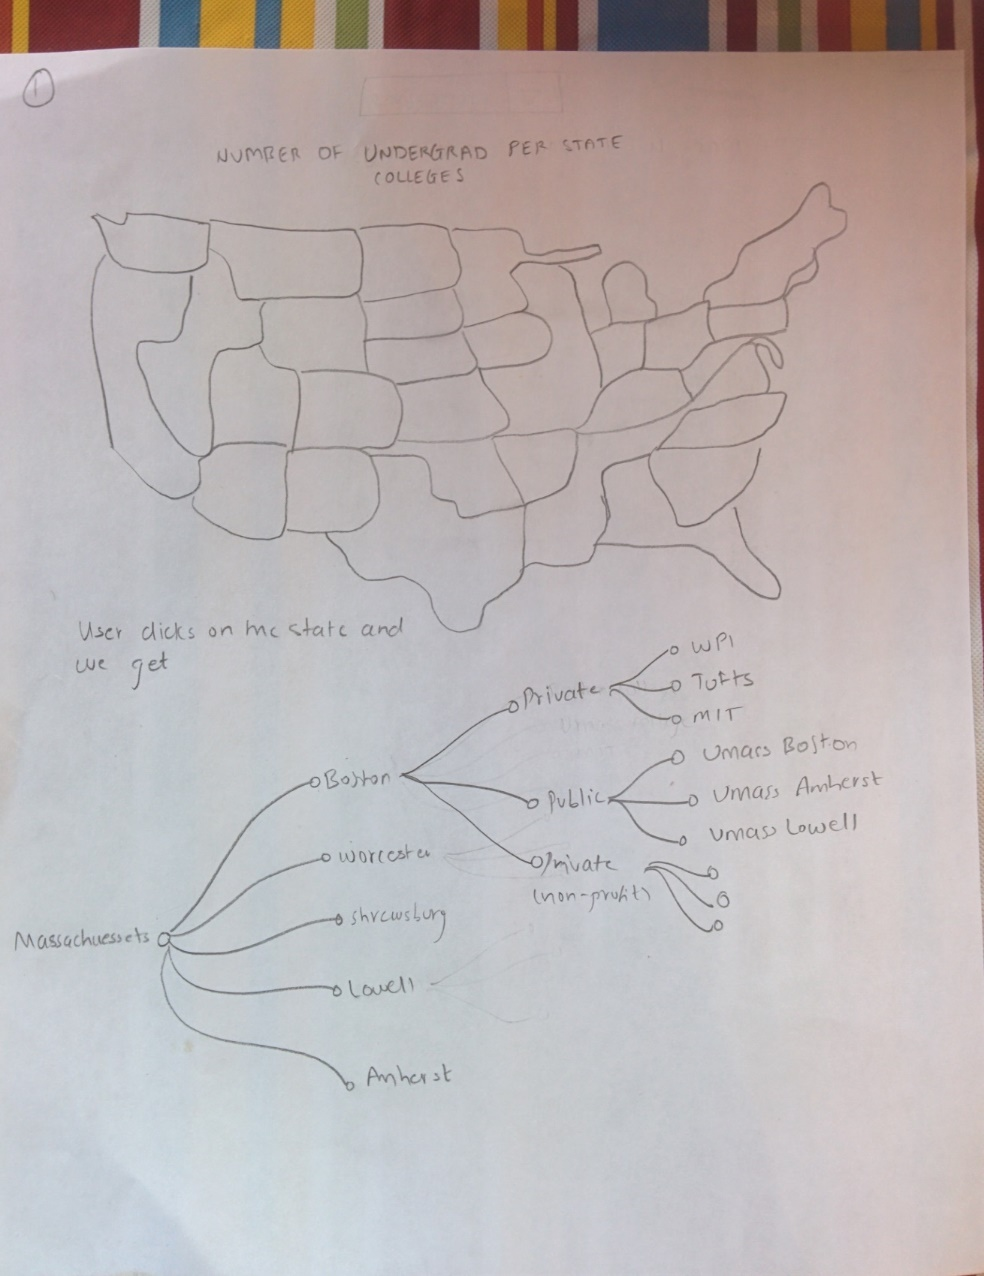 1
NUMBER OF UNDERGRAD PER STATE
COLLEGES
User clicks on the state and
we get
Massachuessets
Boston
Worcester
Shrewsbury
Lowell
Amherst
Private
Public
Private
(non-profit)
WPI
Tufts
MIT
Umass Boston
Umass Amherst
Umass Lowell